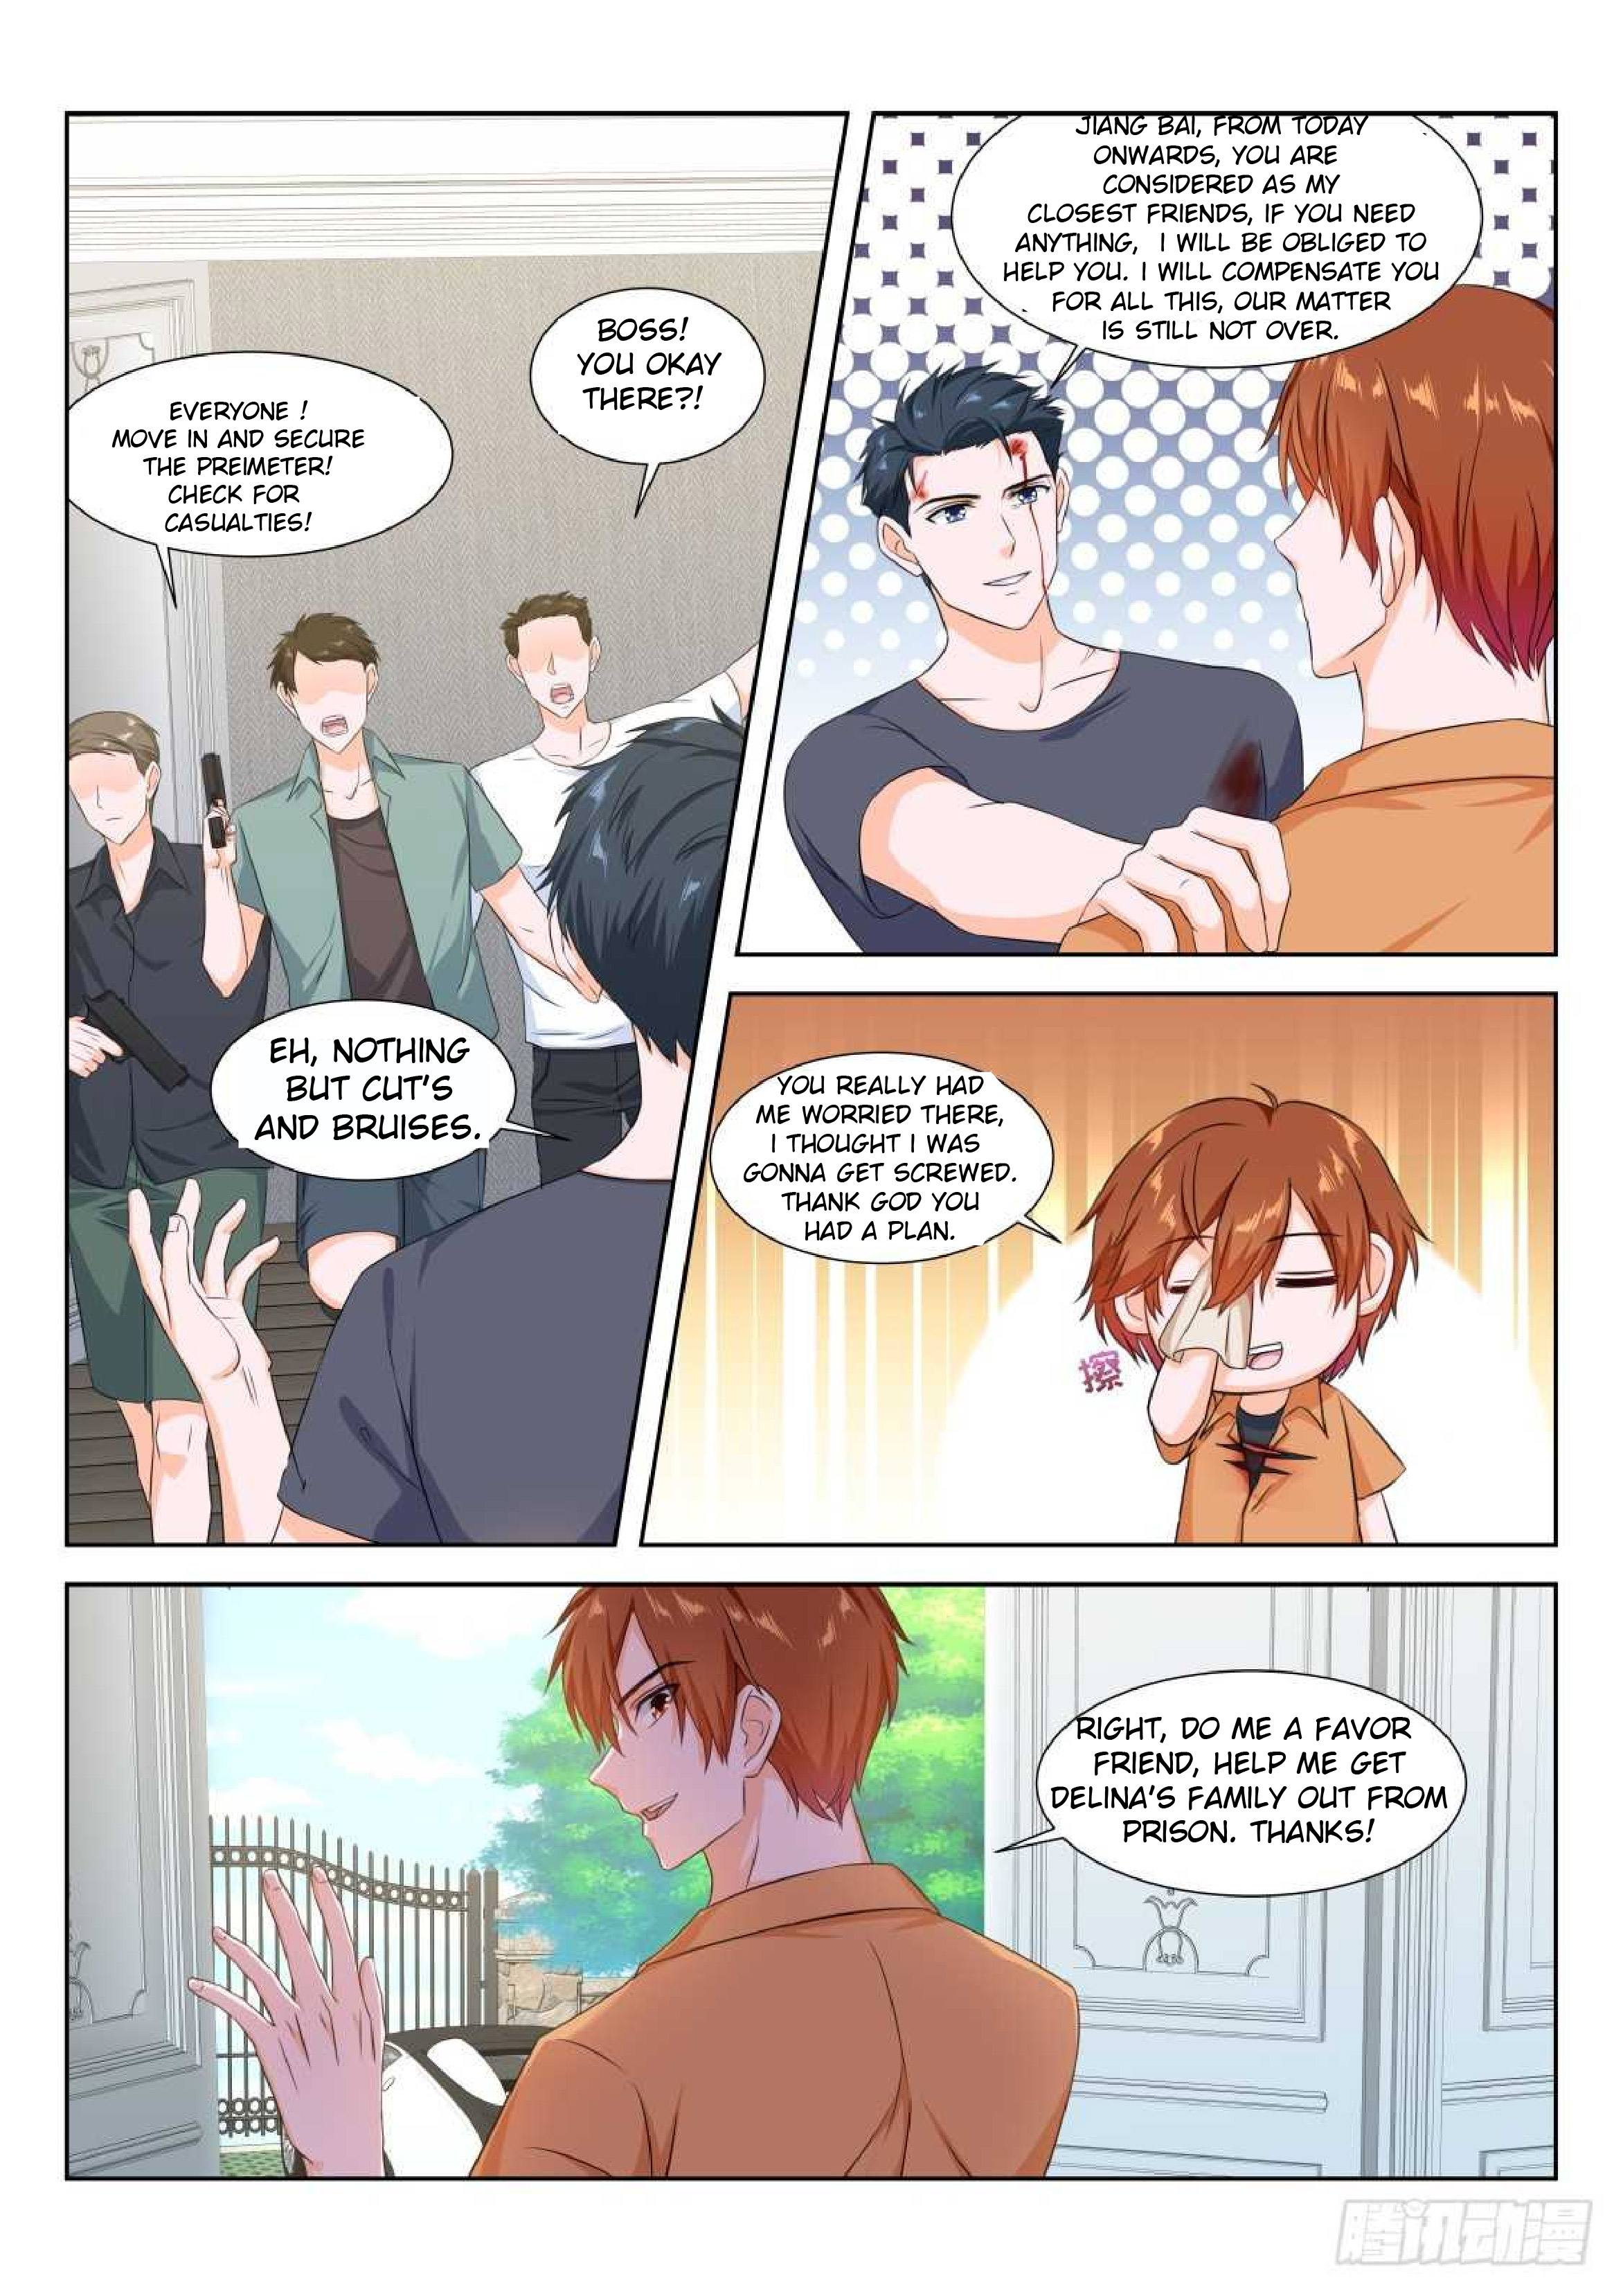 EVERYONE !
MOVE IN AND SECURE
THE PREIMETER!
CHECK FOR
CASUALTIES!
BOSS!
YOU OKAY
THERE?!
EH, NOTHING
BUT CUT'S
AND BRUISES.
JIANG BAI, FROM TODAY
ONWARDS, YOU ARE
CONSIDERED AS MY
CLOSEST FRIENDS, IF YOU NEED
ANYTHING, I WILL BE OBLIGED TO
HELP YOU. I WILL COMPENSATE YOU
FOR ALL THIS, OUR MATTER
IS STILL NOT OVER.
YOU REALLY HAD
ME WORRIED THERE,
I THOUGHT I WAS
GONNA GET SCREWED.
THANK GOD YOU
HAD A PLAN.
擦
RIGHT, DO ME A FAVOR
FRIEND, HELP ME GET
DELINA'S FAMILY OUT FROM
PRISON. THANKS!
腾讯动漫